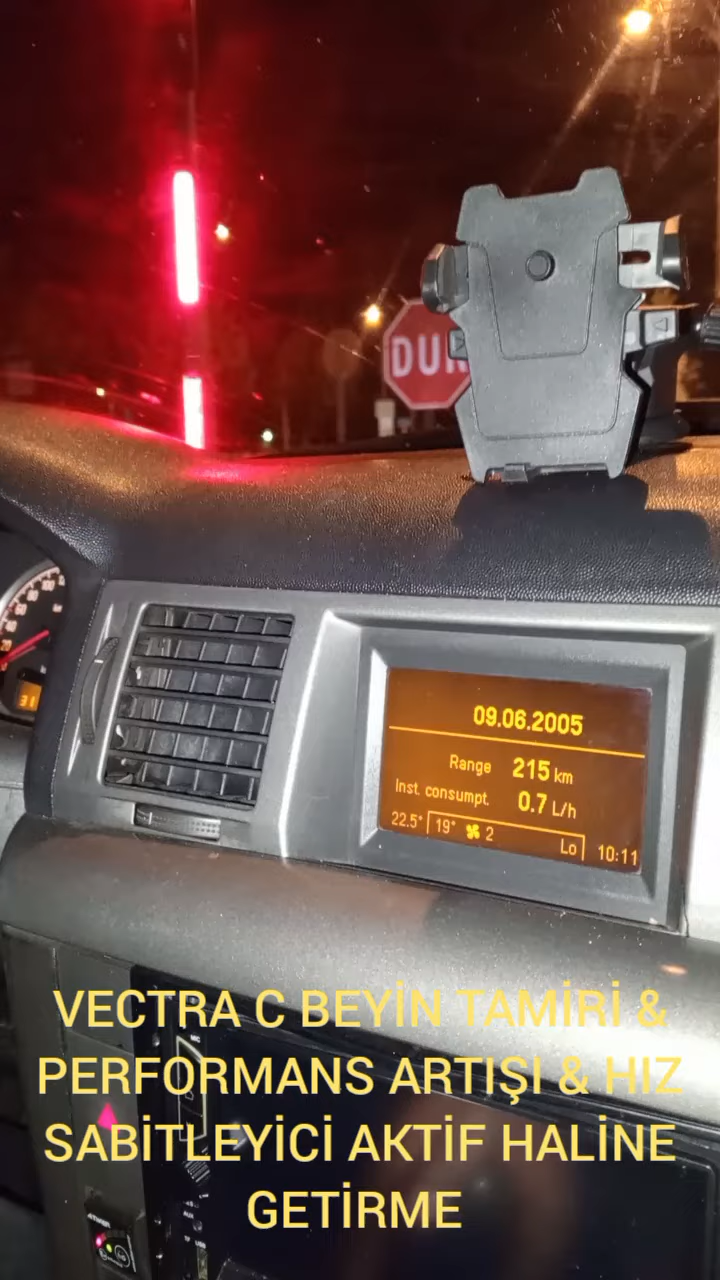 DUR
09.06.2005
Range 215 km
Inst. consumpt. 0.7 L/h
22.5° 19° 2 Lo 10:11
31
VECTRA C BEYİN TAMİRİ &
PERFORMANS ARTIŞI & HIZ
SABİTLEYİCİ AKTİF HALİNE
GETİRME